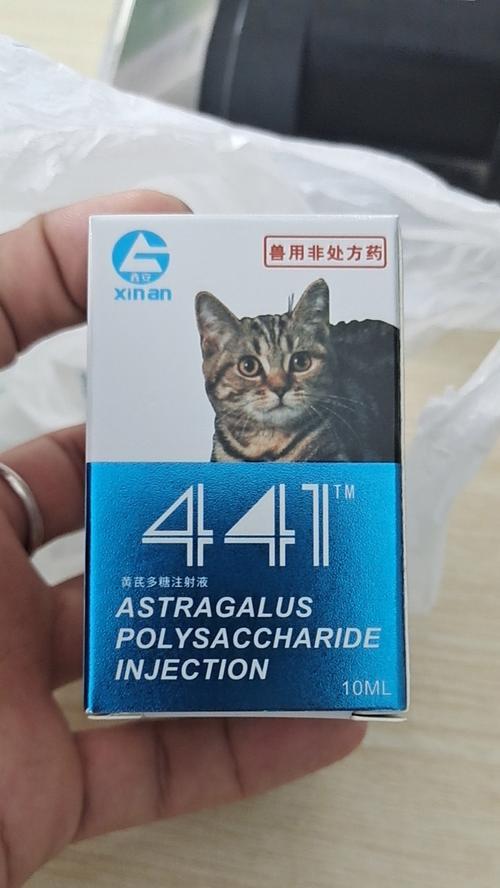 鑫安
xinan
兽用非处方药
441™
黄芪多糖注射液
ASTRAGALUS
POLYSACCHARIDE
INJECTION
10ML